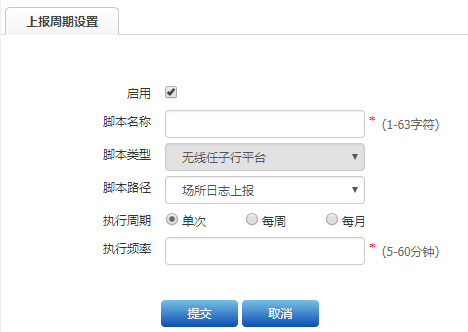 上报周期设置
启用
脚本名称 * (1-63字符)
脚本类型 无线任子行平台
脚本路径 场所日志上报
执行周期 单次 每周 每月
执行频率 * (5-60分钟)
提交 取消